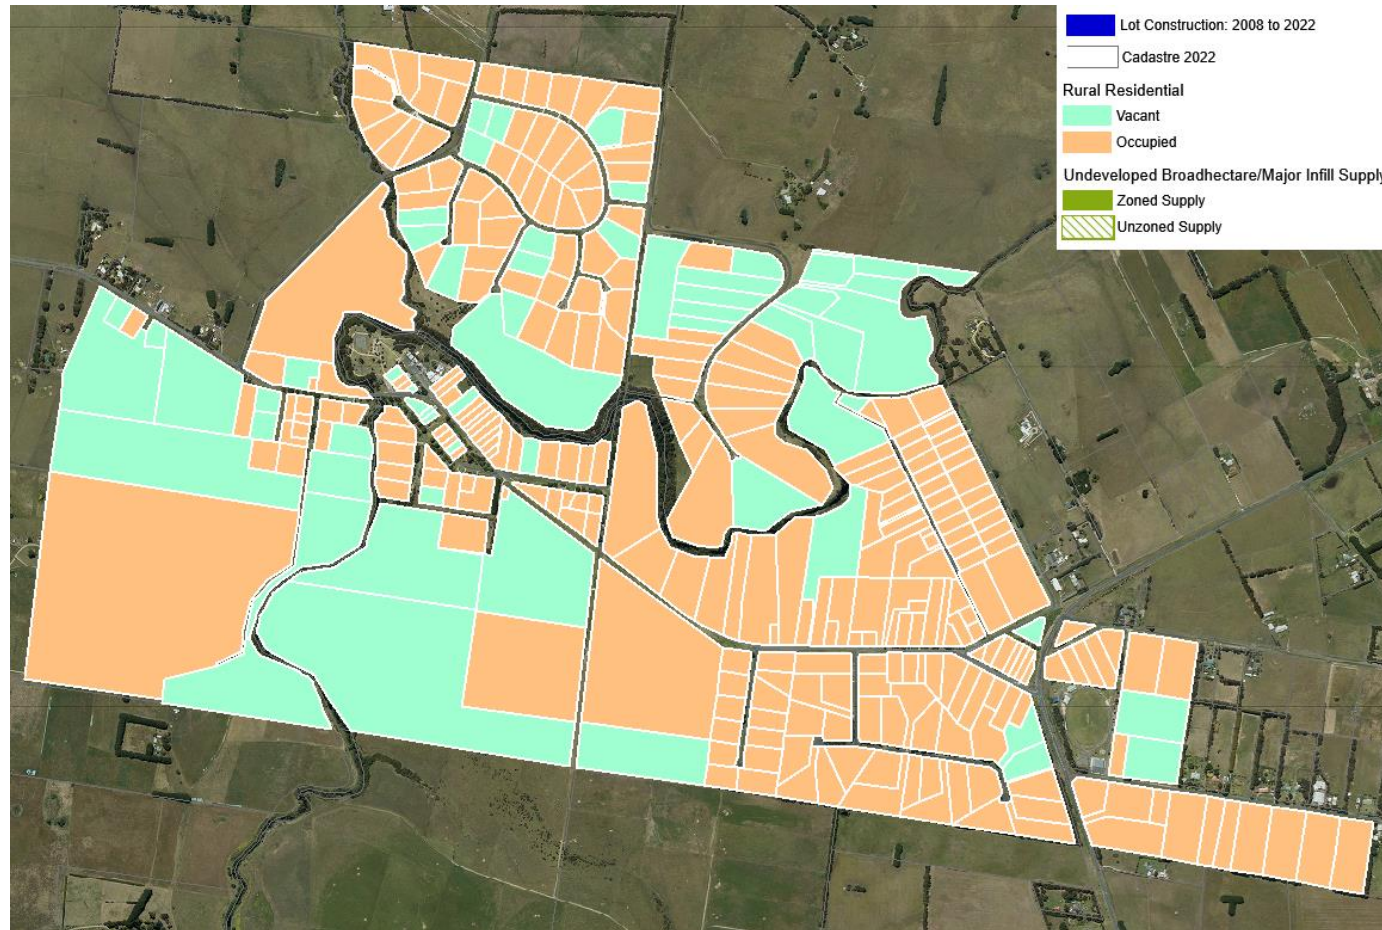 Lot Construction: 2008 to 2022
Cadastre 2022
Rural Residential
Vacant
Occupied
Undeveloped Broadhectare/Major Infill Supply
Zoned Supply
Unzoned Supply